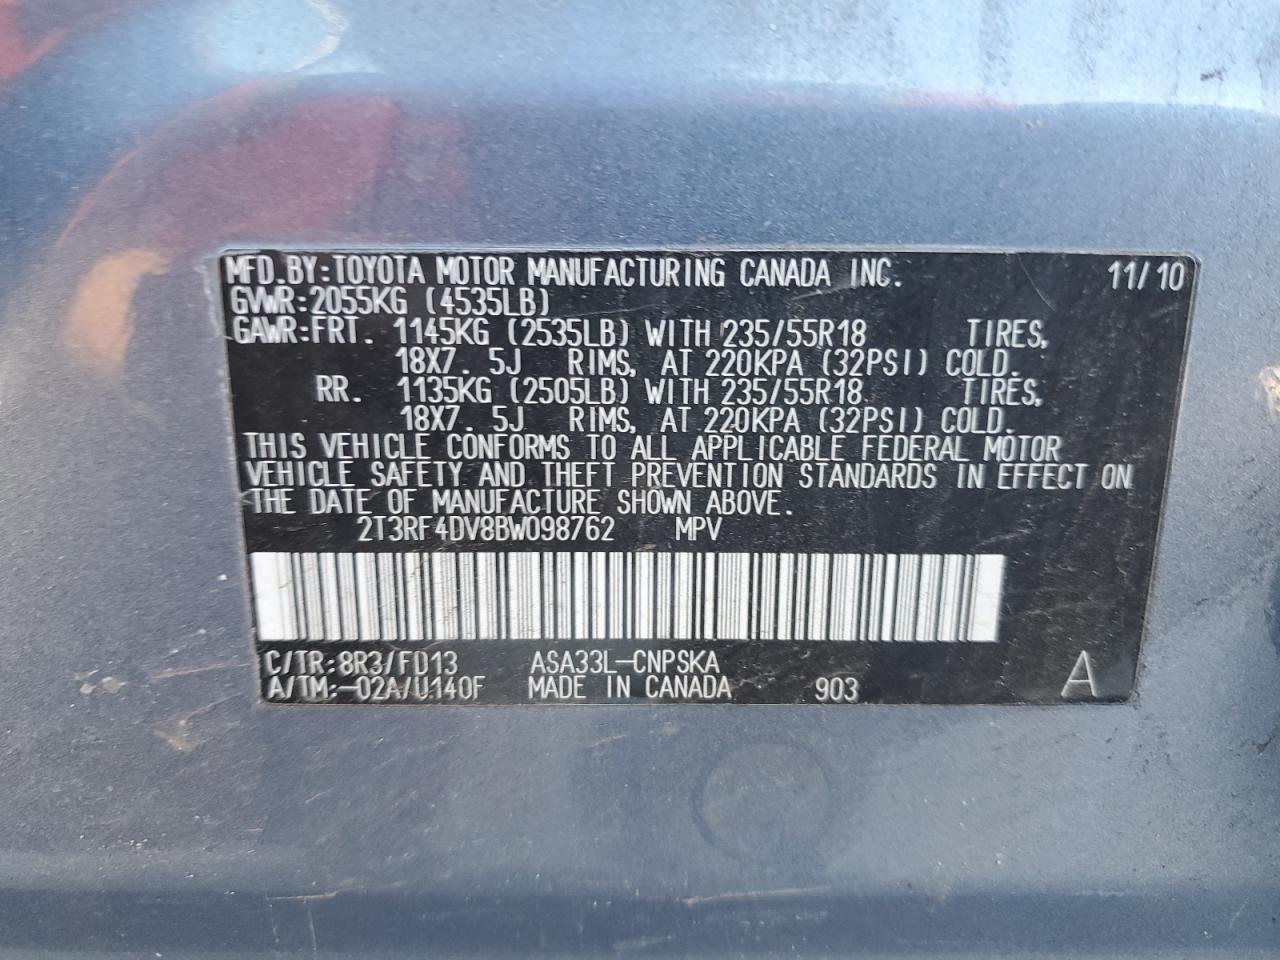 MFD.BY:TOYOTA MOTOR MANUFACTURING CANADA INC. 11/10
GVWR:2055KG (4535LB)
GAWR:FRT. 1145KG (2535LB) WITH 235/55R18 TIRES,
18X7. 5J RIMS, AT 220KPA (32PSI) COLD.
RR. 1135KG (2505LB) WITH 235/55R18 TIRES,
18X7. 5J RIMS, AT 220KPA (32PSI) COLD.
THIS VEHICLE CONFORMS TO ALL APPLICABLE FEDERAL MOTOR
VEHICLE SAFETY AND THEFT PREVENTION STANDARDS IN EFFECT ON
THE DATE OF MANUFACTURE SHOWN ABOVE.
2T3RF4DV8BW098762 MPV
C/TR:8R3/FD13 ASA33L-CNPSKA
A/TM:-02A/U140F MADE IN CANADA 903 A